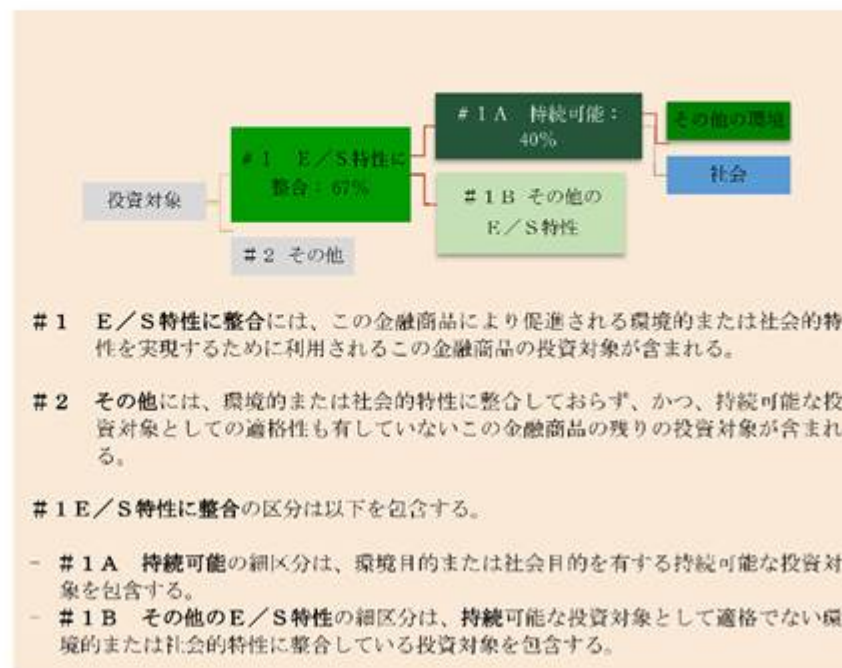 #1A 持続可能:
40%
その他の環境
#1 E/S特性に
整合:67%
社会
投資対象
#1B その他の
E/S特性
#2 その他
#1 E/S特性に整合には、この金融商品により促進される環境的または社会的特
性を実現するために利用されるこの金融商品の投資対象が含まれる。
#2 その他には、環境的または社会的特性に整合しておらず、かつ、持続可能な投
資対象としての適格性も有していないこの金融商品の残りの投資対象が含まれ
る。
#1E/S特性に整合の区分は以下を包含する。
- #1A 持続可能の細区分は、環境目的または社会目的を有する持続可能な投資対
象を包含する。
- #1B その他のE/S特性の細区分は、持続可能な投資対象として適格でない環
境的または社会的特性に整合している投資対象を包含する。